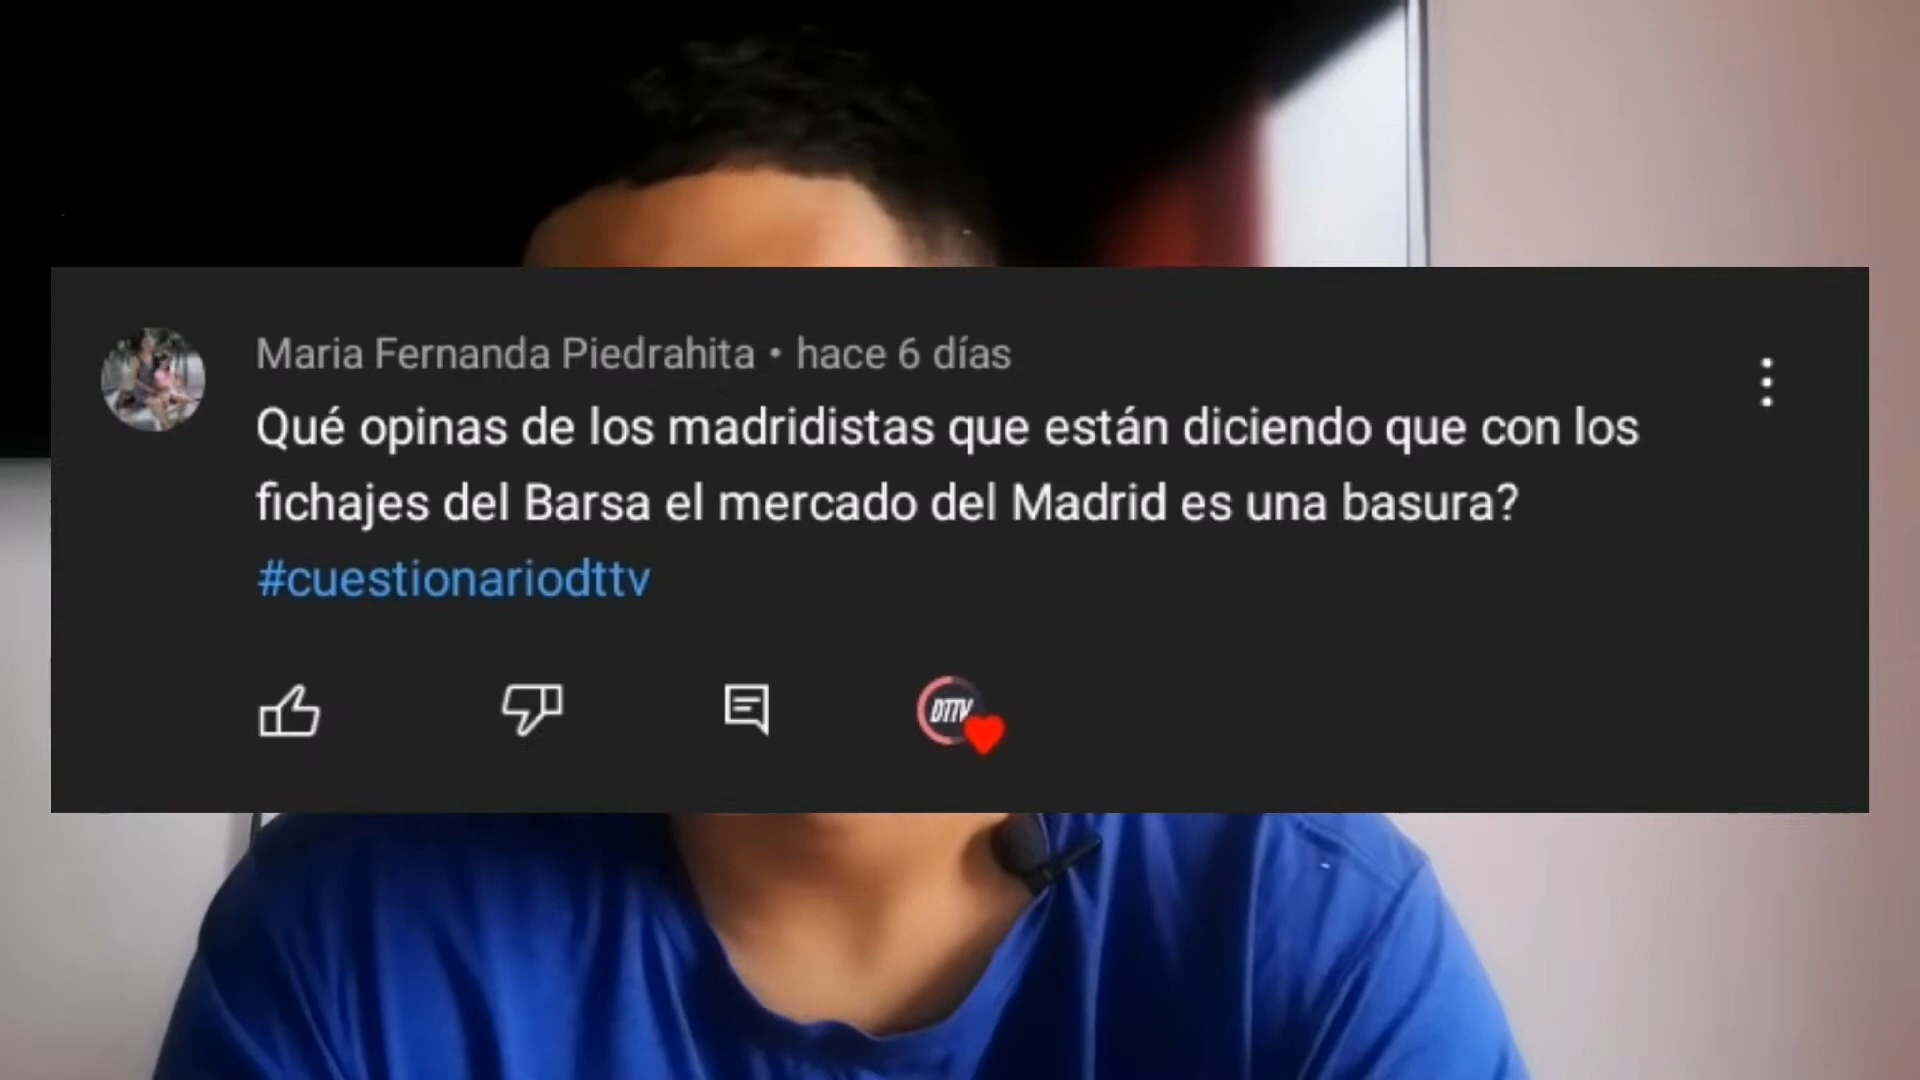 Maria Fernanda Piedrahita • hace 6 días
Qué opinas de los madridistas que están diciendo que con los
fichajes del Barsa el mercado del Madrid es una basura?
#cuestionariodttv
DTTV